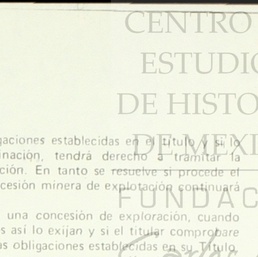 CENTRO
ESTUDIO
DE HISTO
DE MEXI
FUNDAC
Carlos
gaciones establecidas en el título y si lo
inación, tendrá derecho a tramitar la
ción. En tanto se resuelve si procede el
cesión minera de explotación continuará
una concesión de exploración, cuando
s así lo exijan y si el titular comprobare
as obligaciones establecidas en su Título,